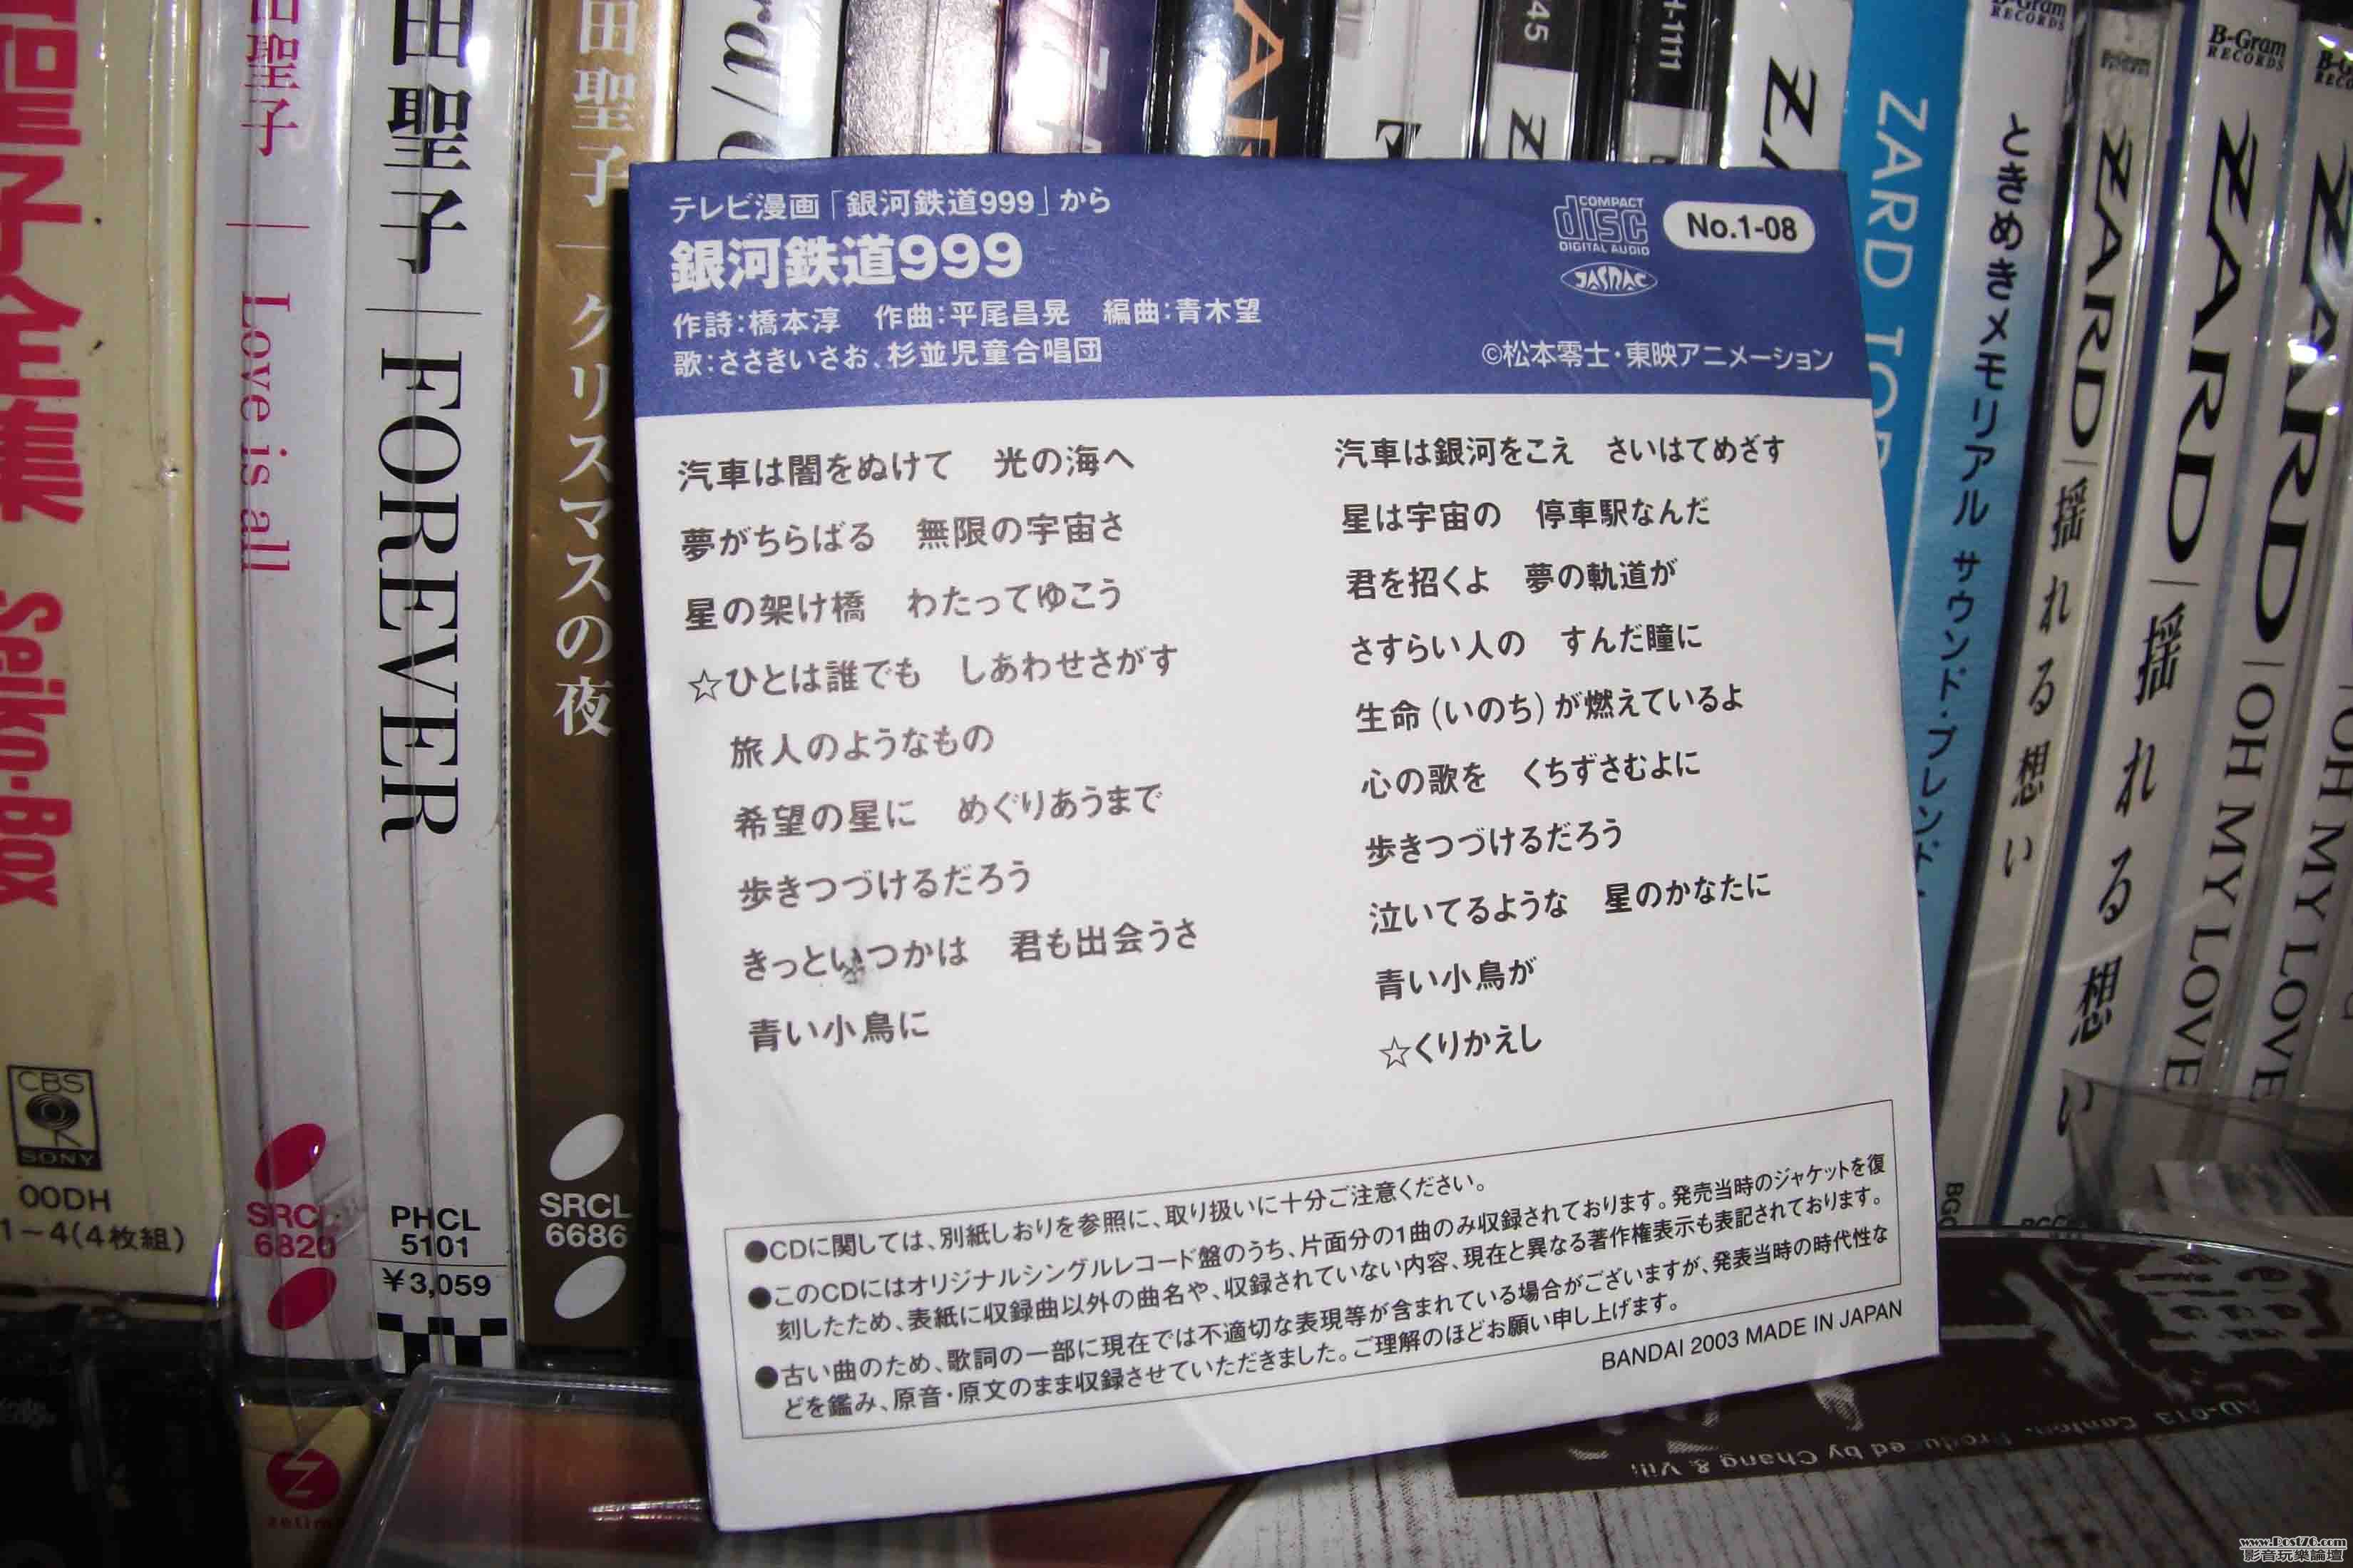 聖子全集 Seiko・Box
CBS
SONY
00DH
1～4(4枚組)
田聖子 Love is all
SRCL
6820
田聖子 FOREVER
PHCL
5101
¥3,059
田聖子 クリスマスの夜
SRCL
6686
テレビ漫画「銀河鉄道999」から
銀河鉄道999
作詩：橋本淳 作曲：平尾昌晃 編曲：青木望
歌：ささきいさお、杉並児童合唱団
COMPACT
disc
DIGITAL AUDIO
No.1-08
JASRAC
©松本零士・東映アニメーション
汽車は闇をぬけて 光の海へ
夢がちらばる 無限の宇宙さ
星の架け橋 わたってゆこう
☆ひとは誰でも しあわせさがす
旅人のようなもの
希望の星に めぐりあうまで
歩きつづけるだろう
きっといつかは 君も出会うさ
青い小鳥に
汽車は銀河をこえ さいはてめざす
星は宇宙の 停車駅なんだ
君を招くよ 夢の軌道が
さすらい人の すんだ瞳に
生命(いのち)が燃えているよ
心の歌を くちずさむよに
歩きつづけるだろう
泣いてるような 星のかなたに
青い小鳥が
☆くりかえし
●CDに関しては、別紙しおりを参照に、取り扱いに十分ご注意ください。
●このCDにはオリジナルシングルレコード盤のうち、片面分の1曲のみ収録されております。発売当時のジャケットを復
刻したため、表紙に収録曲以外の曲名や、収録されていない内容、現在と異なる著作権表示も表記されております。
●古い曲のため、歌詞の一部に現在では不適切な表現等が含まれている場合がございますが、発表当時の時代性な
どを鑑み、原音・原文のまま収録させていただきました。ご理解のほどお願い申し上げます。
BANDAI 2003 MADE IN JAPAN
ZARD
ときめきメモリアル サウンド・ブレンド
ZARD 揺れる想い
B-Gram
RECORDS
ZARD 揺れる想い
ZARD OH MY LOVE
OH MY LOVE
AD-013
Produced by Chang & Vil
www.Post76.com
影音玩樂論壇